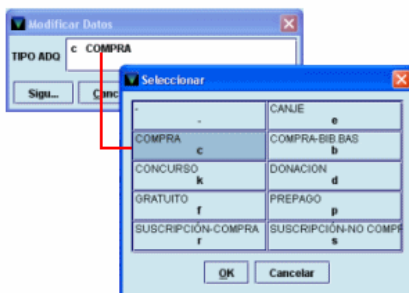 Modificar Datos
TIPO ADQ c COMPRA
Sigu... Canc
Seleccionar
- CANJE
- e
COMPRA COMPRA-BIB.BAS
c b
CONCURSO DONACION
k d
GRATUITO PREPAGO
f p
SUSCRIPCIÓN-COMPRA SUSCRIPCIÓN-NO COMPR
r s
OK Cancelar